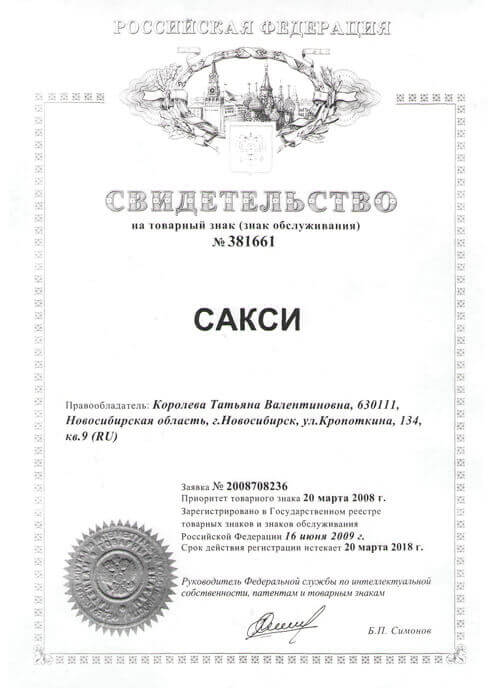 РОССИЙСКАЯ ФЕДЕРАЦИЯ
СВИДЕТЕЛЬСТВО
на товарный знак (знак обслуживания)
№ 381661
САКСИ
Правообладатель: Королева Татьяна Валентиновна, 630111,
Новосибирская область, г.Новосибирск, ул.Кропоткина, 134,
кв.9 (RU)
Заявка № 2008708236
Приоритет товарного знака 20 марта 2008 г.
Зарегистрировано в Государственном реестре
товарных знаков и знаков обслуживания
Российской Федерации 16 июня 2009 г.
Срок действия регистрации истекает 20 марта 2018 г.
Руководитель Федеральной службы по интеллектуальной
собственности, патентам и товарным знакам
Б.П. Симонов